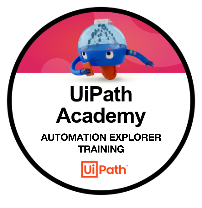 UiPath
Academy
AUTOMATION EXPLORER
TRAINING
UiPath